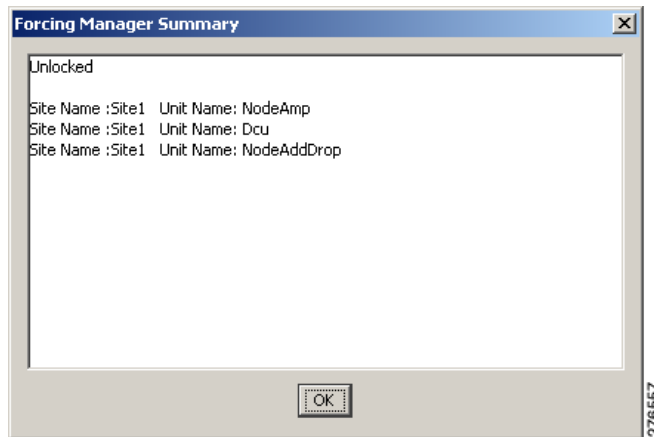 Forcing Manager Summary
Unlocked
Site Name :Site1 Unit Name: NodeAmp
Site Name :Site1 Unit Name: Dcu
Site Name :Site1 Unit Name: NodeAddDrop
OK
276557